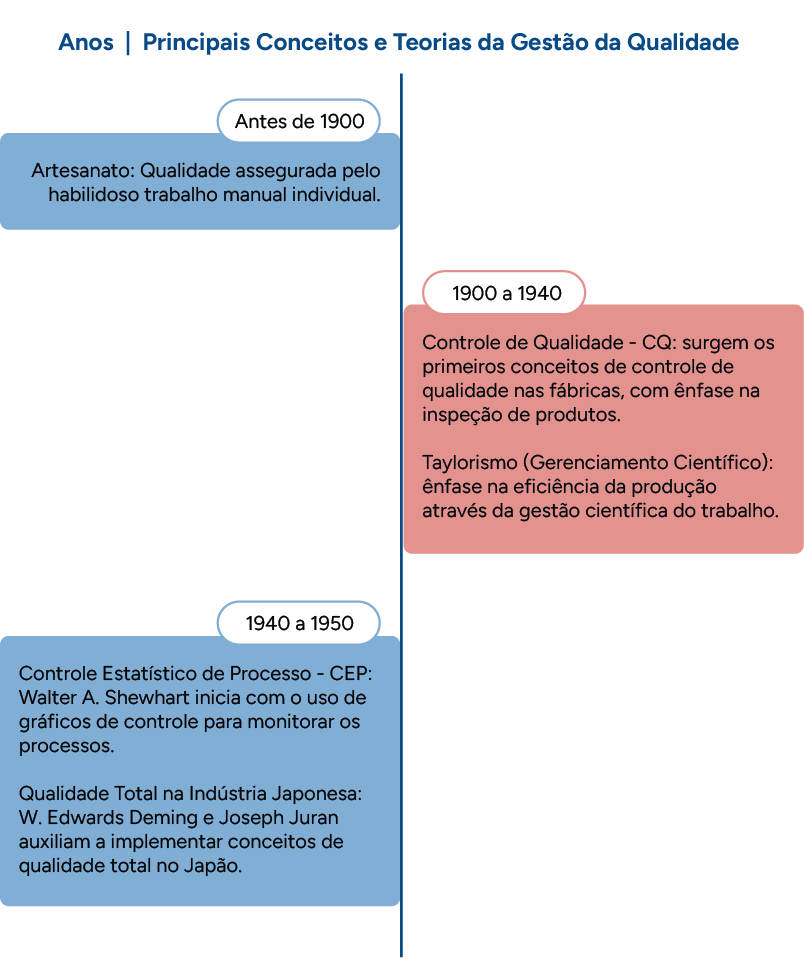 Anos | Principais Conceitos e Teorias da Gestão da Qualidade
Antes de 1900
Artesanato: Qualidade assegurada pelo
habilidoso trabalho manual individual.
1900 a 1940
Controle de Qualidade - CQ: surgem os
primeiros conceitos de controle de
qualidade nas fábricas, com ênfase na
inspeção de produtos.
Taylorismo (Gerenciamento Científico):
ênfase na eficiência da produção
através da gestão científica do trabalho.
1940 a 1950
Controle Estatístico de Processo - CEP:
Walter A. Shewhart inicia com o uso de
gráficos de controle para monitorar os
processos.
Qualidade Total na Indústria Japonesa:
W. Edwards Deming e Joseph Juran
auxiliam a implementar conceitos de
qualidade total no Japão.